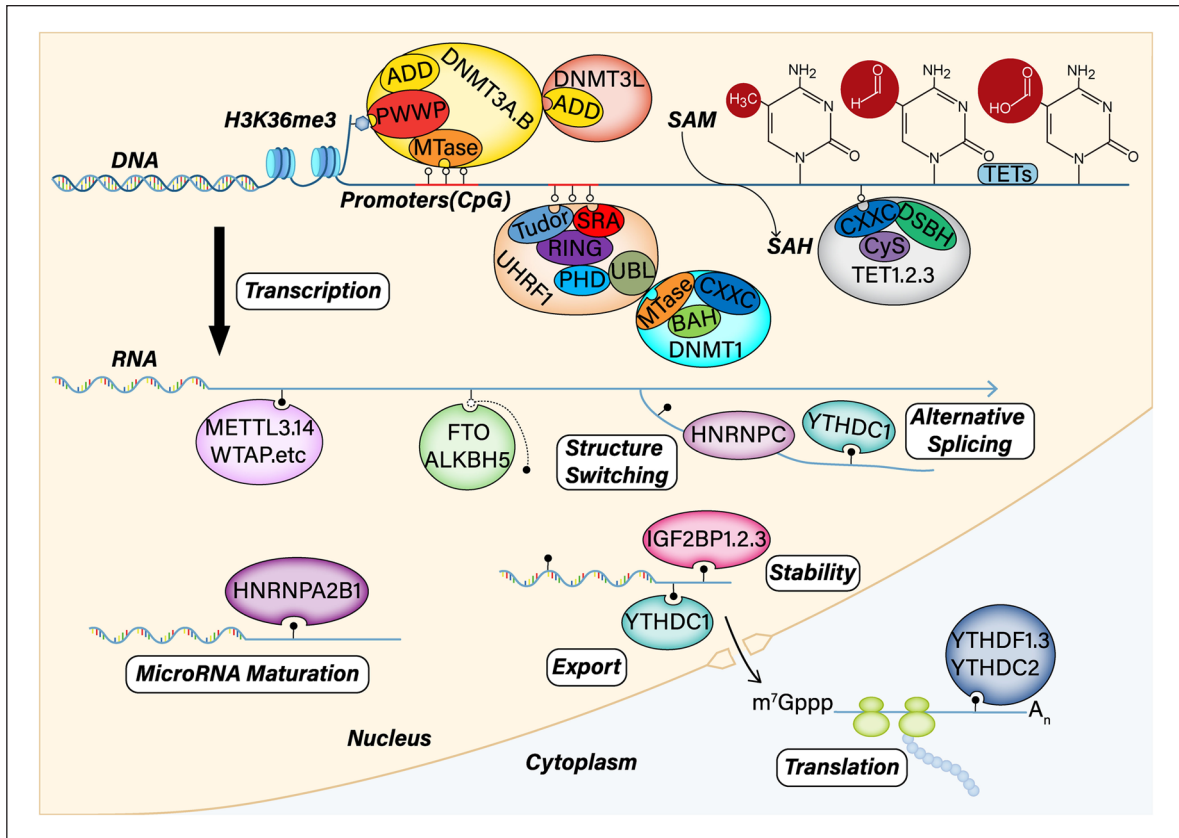 ADD
DNMT3A.B
PWWP
MTase
DNMT3L
ADD
H3K36me3
DNA
Promoters(CpG)
SAM
SAH
H₃C
NH₂
N
N
O
O
H
NH₂
N
N
O
O
HO
NH₂
N
N
O
TETs
Tudor
SRA
RING
PHD
UBL
UHRF1
MTase
CXXC
BAH
DNMT1
CXXC
DSBH
CyS
TET1.2.3
Transcription
RNA
METTL3.14
WTAP.etc
FTO
ALKBH5
Structure
Switching
HNRNPC
YTHDC1
Alternative
Splicing
HNRNPA2B1
MicroRNA Maturation
IGF2BP1.2.3
Stability
YTHDC1
Export
YTHDF1.3
YTHDC2
m⁷Gppp
Aₙ
Translation
Nucleus
Cytoplasm